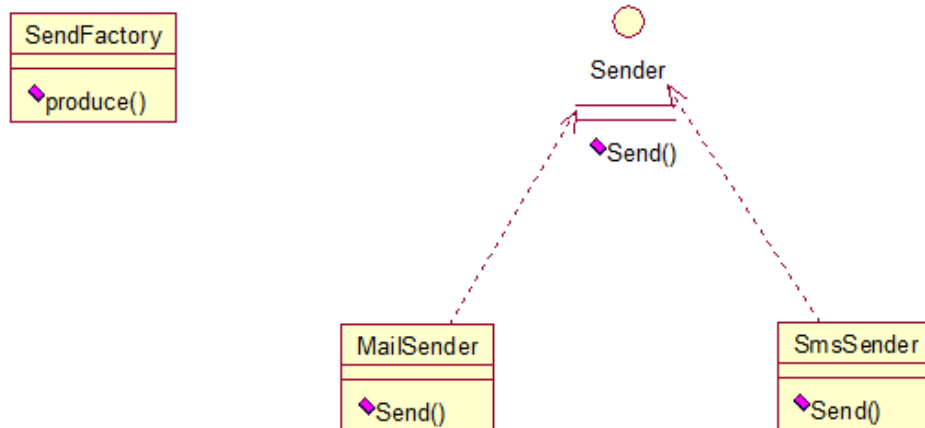 SendFactory
produce()
Sender
Send()
MailSender
Send()
SmsSender
Send()